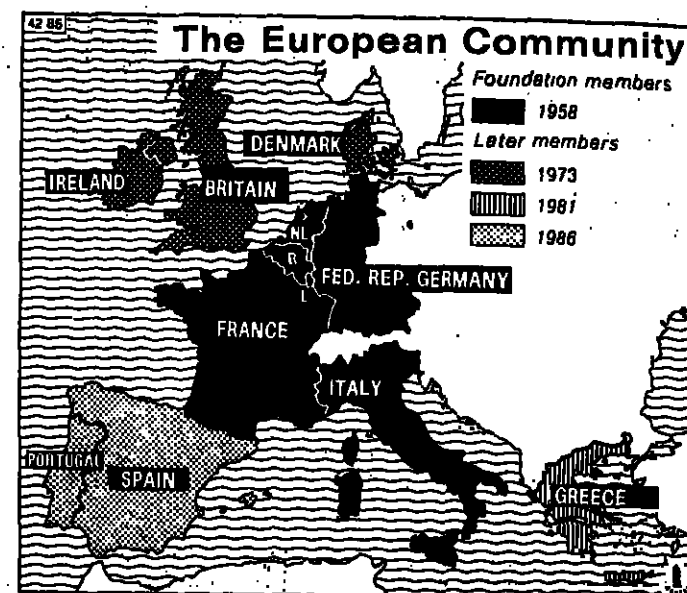 42 86
The European Community
Foundation members
1958
Later members
1973
1981
1986
DENMARK
IRELAND
BRITAIN
NL
FED. REP. GERMANY
L
FRANCE
ITALY
PORTUGAL
SPAIN
GREECE